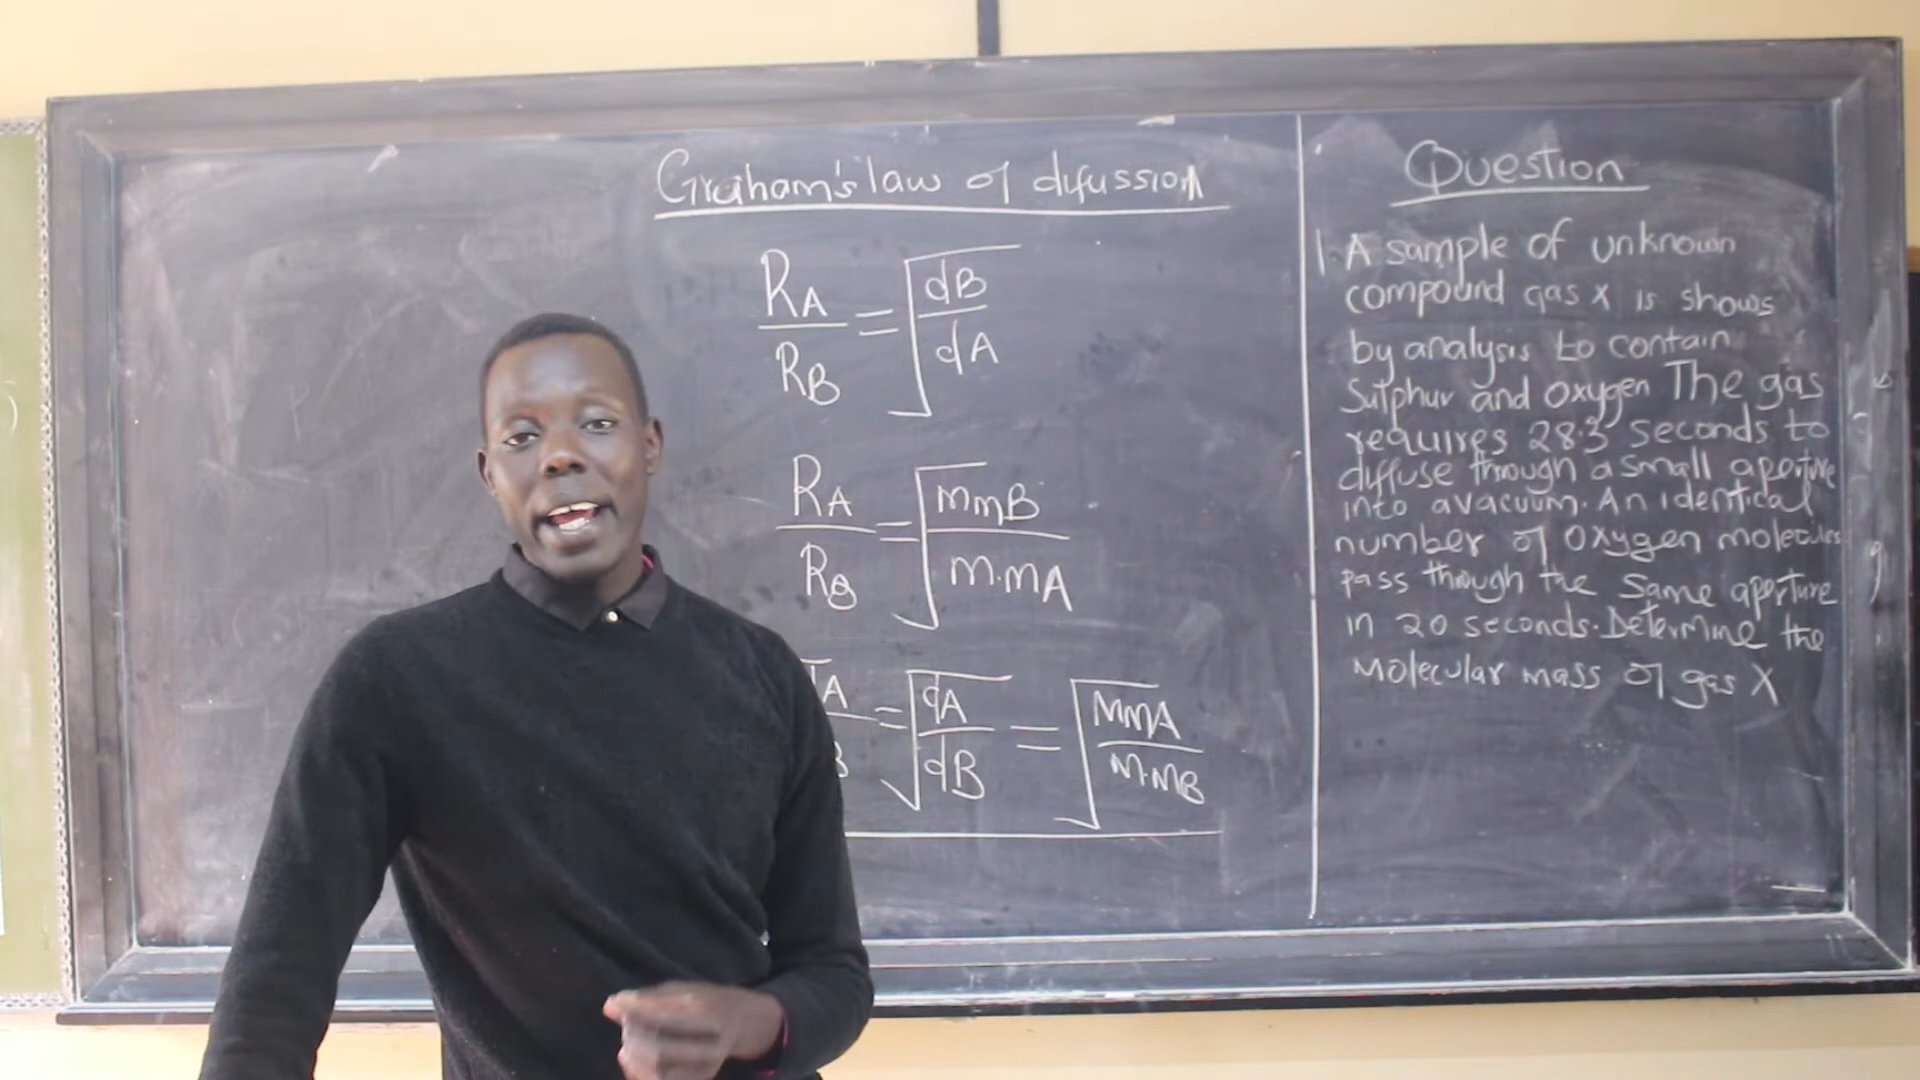 Graham's law of difussion
RA
RB
=
dB
dA
RA
RB
=
MmB
M.MA
TA
B
=
dA
dB
=
MMA
M.MB
Question
1. A sample of unknown
compound gas X is shows
by analysis to contain
Sulphur and oxygen The gas
requires 28.3 seconds to
diffuse through a small aperture
into a vacuum. An identical
number of Oxygen molecules
pass through the same aperture
in 20 seconds. Determine the
Molecular mass of gas X